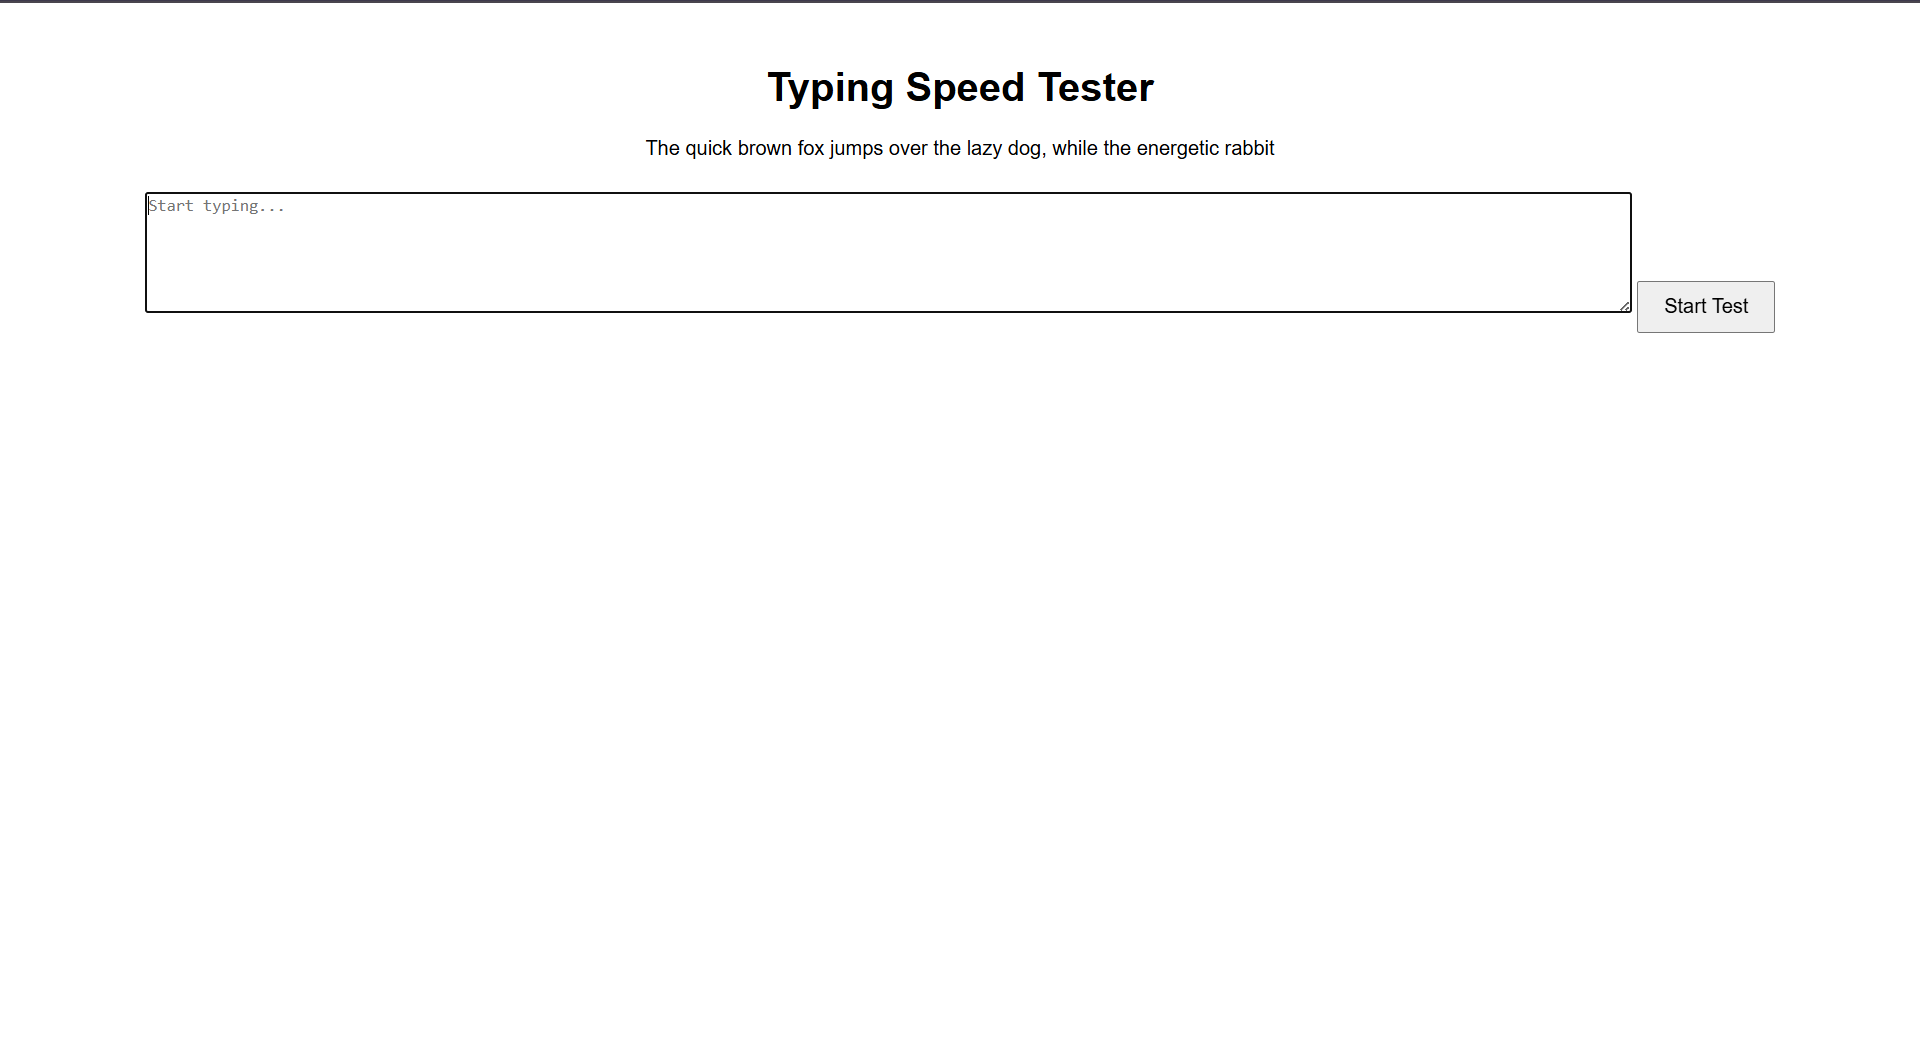 Typing Speed Tester
The quick brown fox jumps over the lazy dog, while the energetic rabbit
Start typing...
Start Test